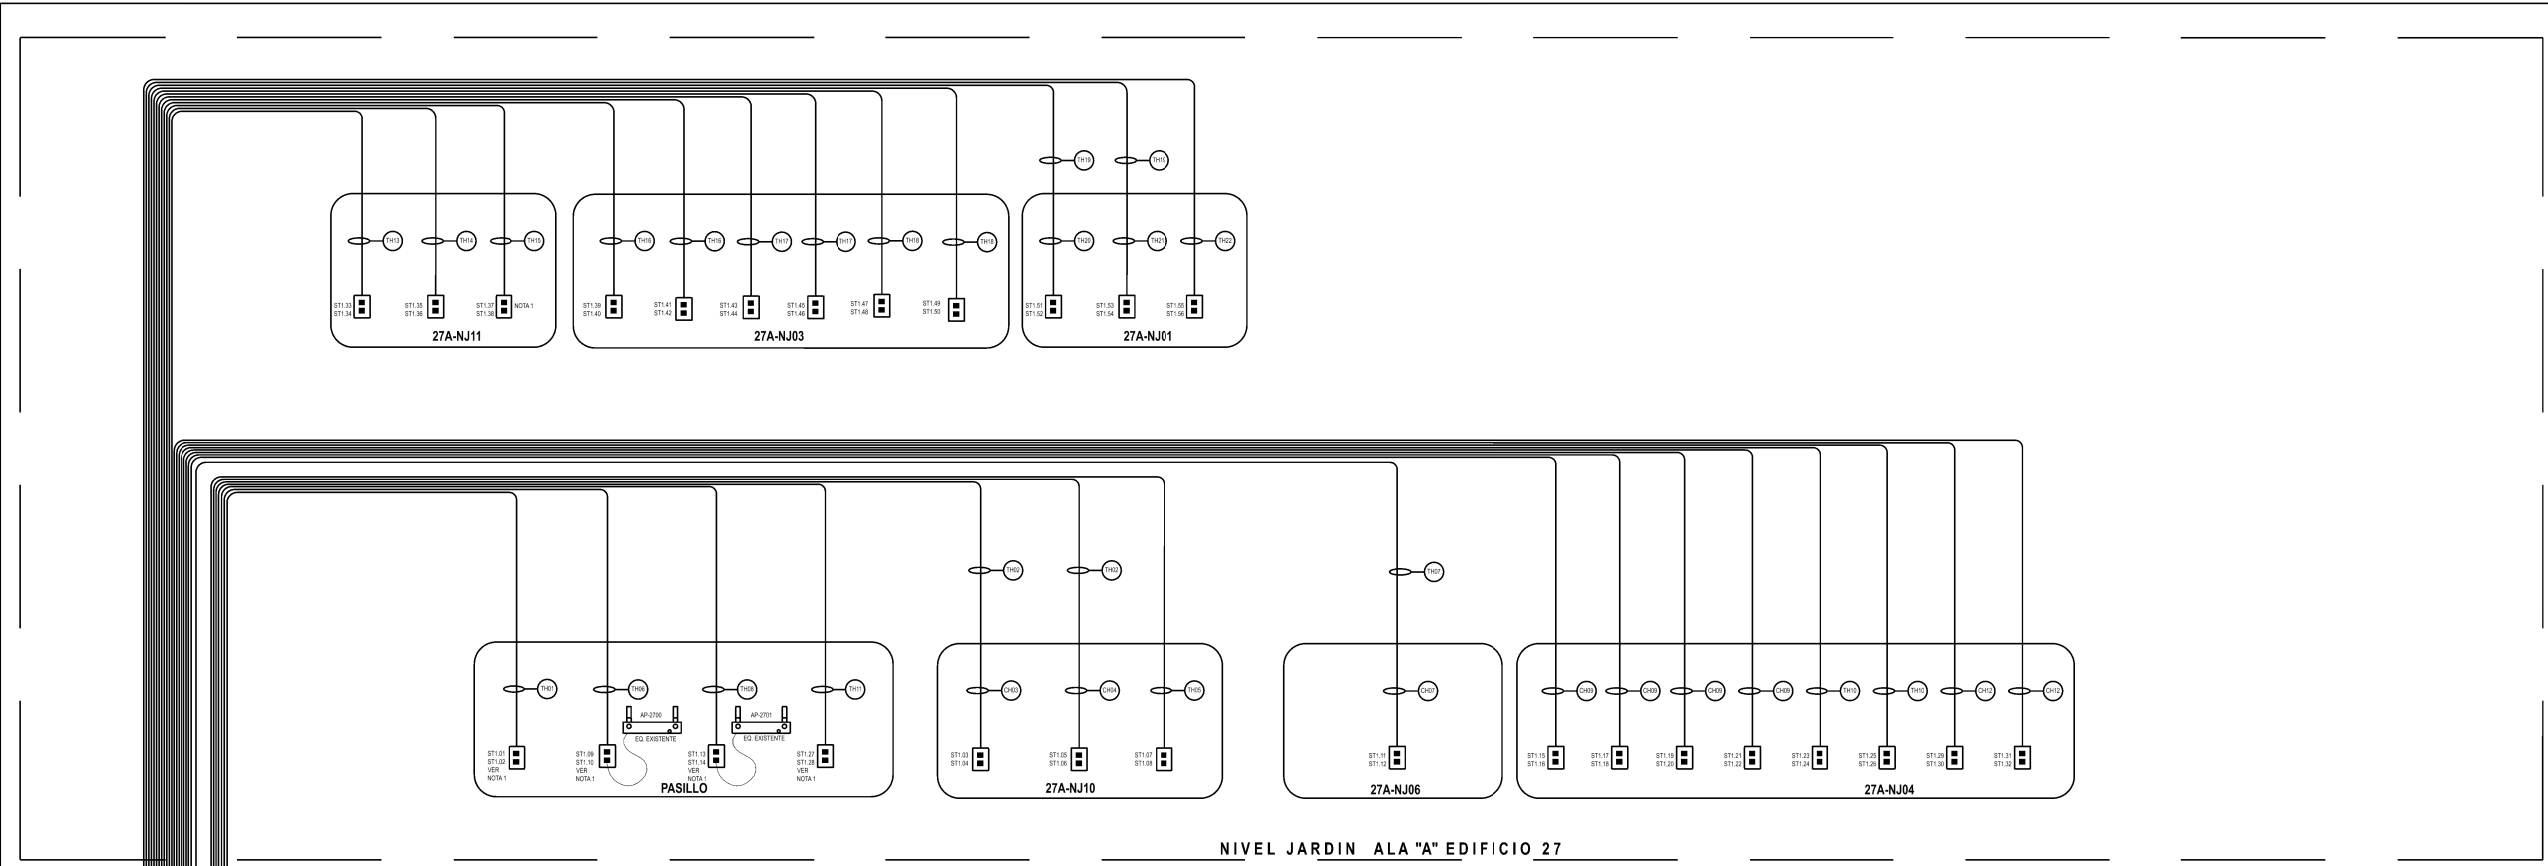 TH19 TH19
TH13 TH14 TH15 TH16 TH16 TH17 TH17 TH18 TH18 TH20 TH21 TH22
ST1.33 ST1.35 ST1.37 NOTA 1 ST1.39 ST1.41 ST1.43 ST1.45 ST1.47 ST1.49 ST1.51 ST1.53 ST1.55
ST1.34 ST1.36 ST1.38 ST1.40 ST1.42 ST1.44 ST1.46 ST1.48 ST1.50 ST1.52 ST1.54 ST1.56
27A-NJ11 27A-NJ03 27A-NJ01
TH02 TH02 TH07
TH01 TH06 TH08 TH11 CH03 CH04 TH05 CH07 CH09 CH09 CH09 CH09 TH10 TH10 CH12 CH12
AP-2700 AP-2701
EQ. EXISTENTE EQ. EXISTENTE
ST1.01 ST1.09 ST1.13 ST1.27 ST1.03 ST1.05 ST1.07 ST1.11 ST1.15 ST1.17 ST1.19 ST1.21 ST1.23 ST1.25 ST1.29 ST1.31
ST1.02 ST1.10 ST1.14 ST1.28 ST1.04 ST1.06 ST1.08 ST1.12 ST1.16 ST1.18 ST1.20 ST1.22 ST1.24 ST1.26 ST1.30 ST1.32
VER VER VER VER
NOTA 1 NOTA 1 NOTA 1 NOTA 1
PASILLO 27A-NJ10 27A-NJ06 27A-NJ04
NIVEL JARDIN ALA "A" EDIFICIO 27